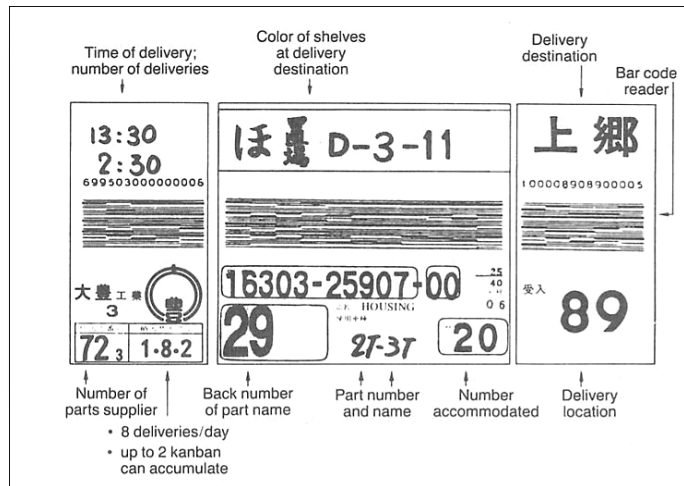 Time of delivery;
number of deliveries
Color of shelves
at delivery
destination
Delivery
destination
Bar code
reader
13:30
2:30
699503000000006
大豊工業
3
豊
72 3
1・8・2
ほ D-3-11
16303-25907-00
25
40
06
HOUSING
29
2T-3T
20
上郷
100008908900005
受入
89
Number of
parts supplier
• 8 deliveries/day
• up to 2 kanban
can accumulate
Back number
of part name
Part number
and name
Number
accommodated
Delivery
location